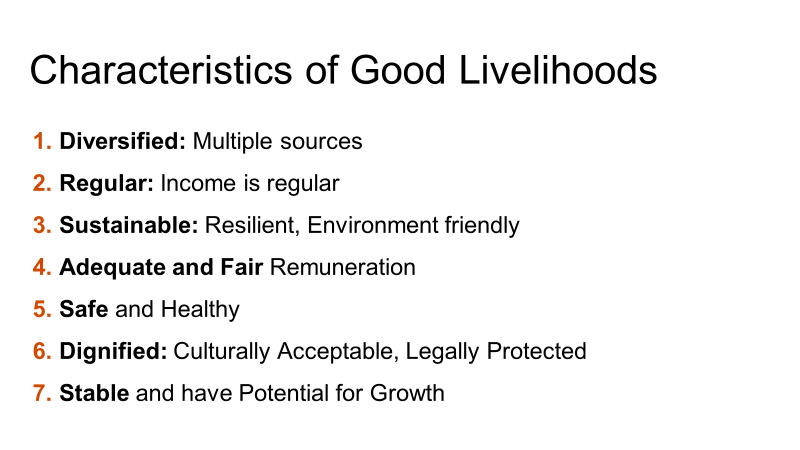 Characteristics of Good Livelihoods
1. Diversified: Multiple sources
2. Regular: Income is regular
3. Sustainable: Resilient, Environment friendly
4. Adequate and Fair Remuneration
5. Safe and Healthy
6. Dignified: Culturally Acceptable, Legally Protected
7. Stable and have Potential for Growth